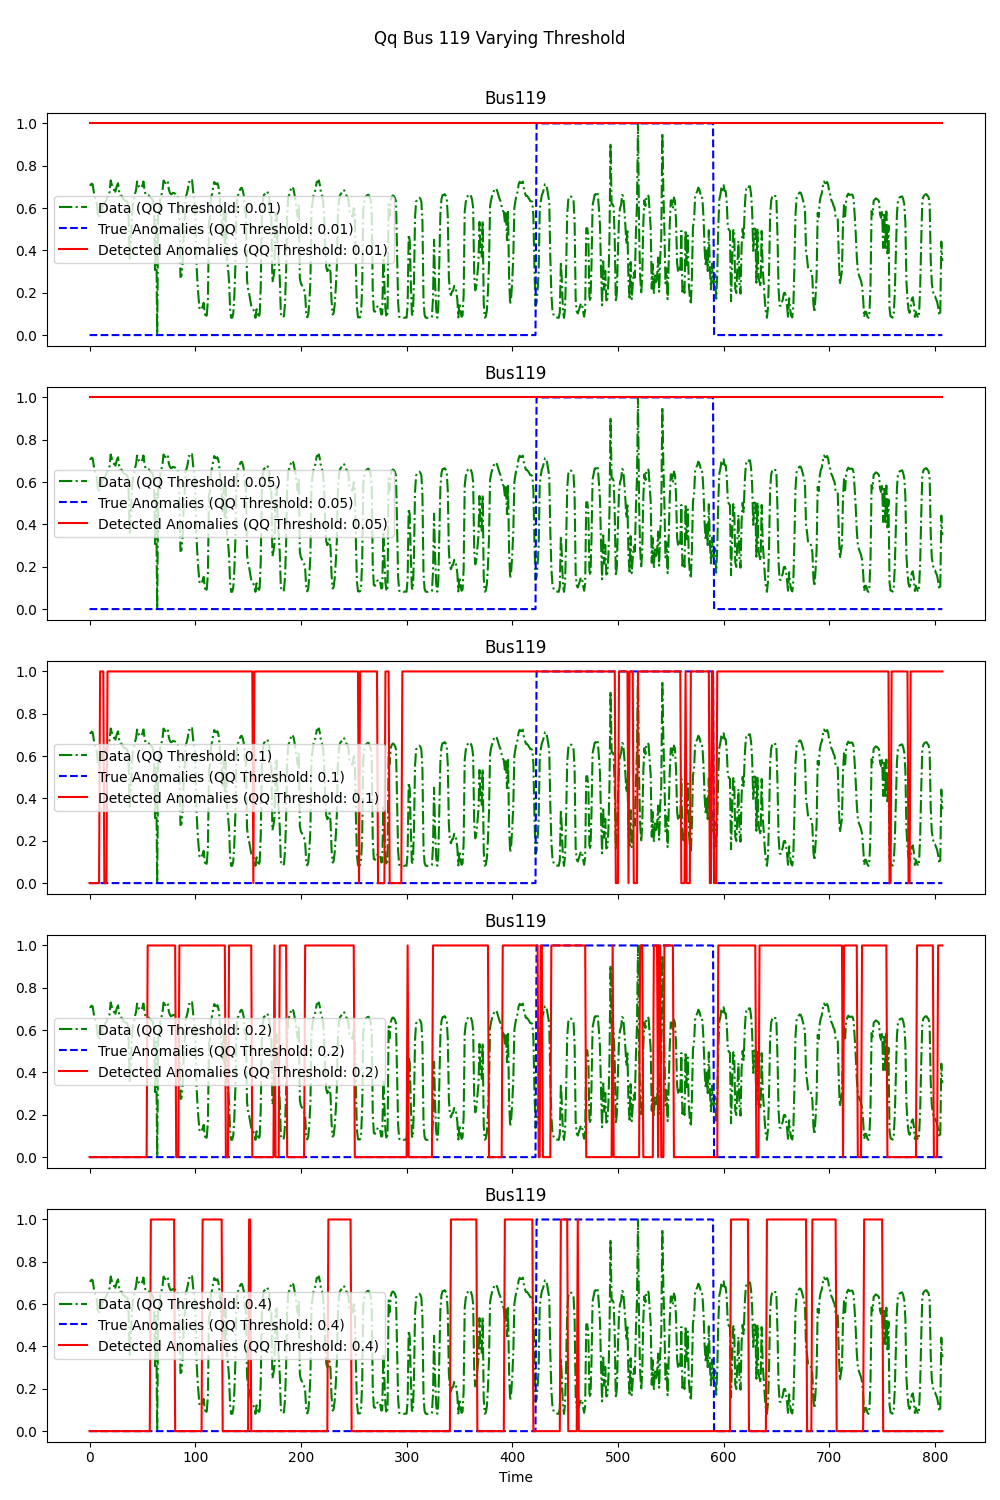 Qq Bus 119 Varying Threshold
Bus119
1.0
0.8
0.6
0.4
0.2
0.0
Data (QQ Threshold: 0.01)
True Anomalies (QQ Threshold: 0.01)
Detected Anomalies (QQ Threshold: 0.01)
Bus119
1.0
0.8
0.6
0.4
0.2
0.0
Data (QQ Threshold: 0.05)
True Anomalies (QQ Threshold: 0.05)
Detected Anomalies (QQ Threshold: 0.05)
Bus119
1.0
0.8
0.6
0.4
0.2
0.0
Data (QQ Threshold: 0.1)
True Anomalies (QQ Threshold: 0.1)
Detected Anomalies (QQ Threshold: 0.1)
Bus119
1.0
0.8
0.6
0.4
0.2
0.0
Data (QQ Threshold: 0.2)
True Anomalies (QQ Threshold: 0.2)
Detected Anomalies (QQ Threshold: 0.2)
Bus119
1.0
0.8
0.6
0.4
0.2
0.0
Data (QQ Threshold: 0.4)
True Anomalies (QQ Threshold: 0.4)
Detected Anomalies (QQ Threshold: 0.4)
0 100 200 300 400 500 600 700 800
Time